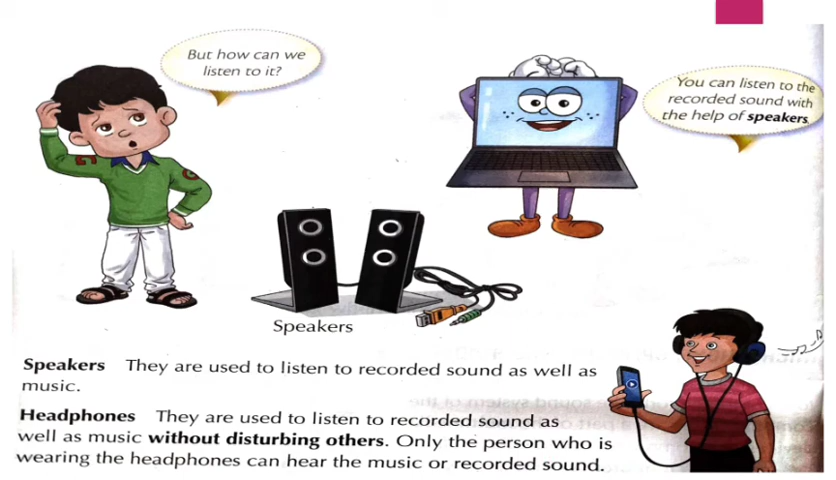 But how can we
listen to it?
You can listen to the
recorded sound with
the help of speakers.
Speakers
Speakers They are used to listen to recorded sound as well as
music.
Headphones They are used to listen to recorded sound as
well as music without disturbing others. Only the person who is
wearing the headphones can hear the music or recorded sound.